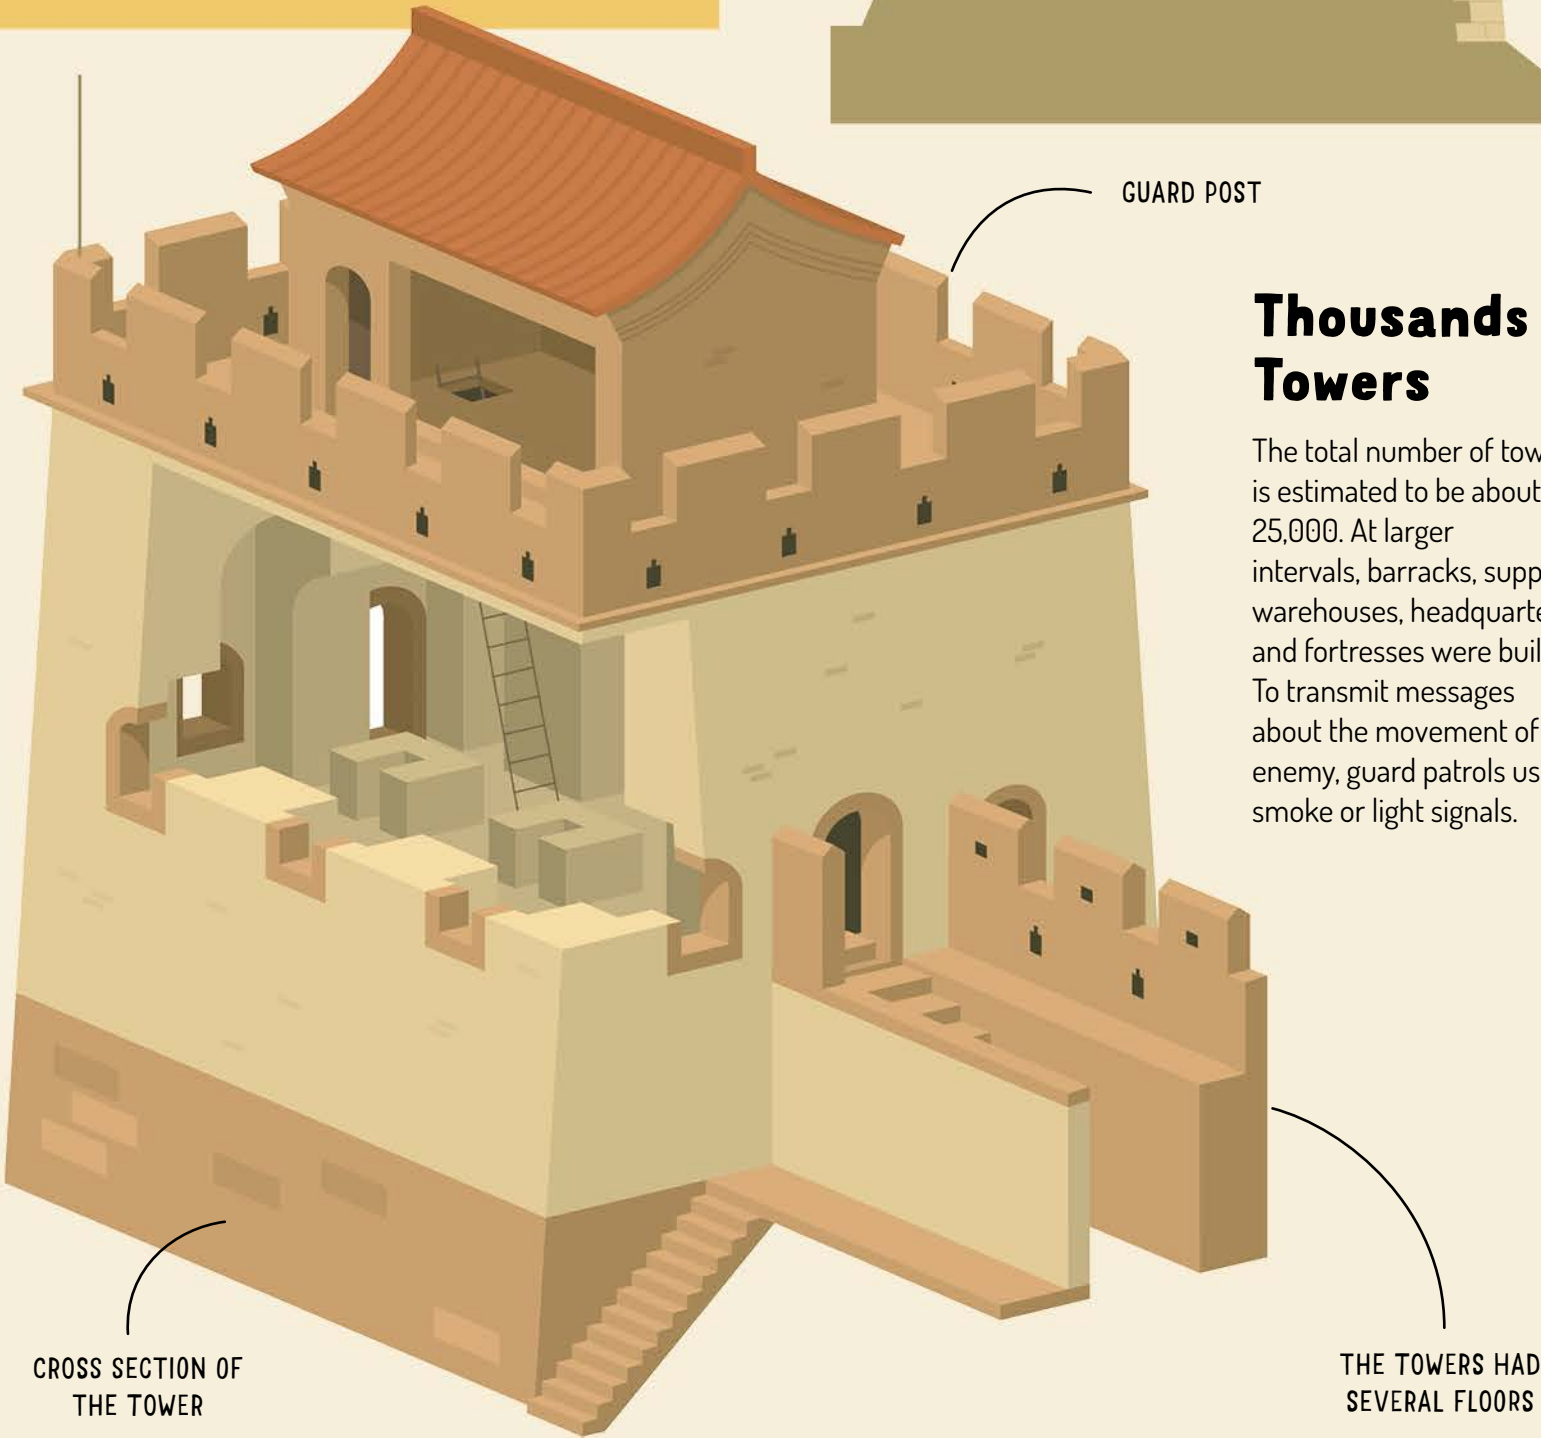 GUARD POST
Thousands
Towers
The total number of
is estimated to be about
25,000. At larger
intervals, barracks,
warehouses,
and fortresses were
To transmit messages
about the movement of
enemy, guard patrols
smoke or light signals.
CROSS SECTION OF
THE TOWER
THE TOWERS HAD
SEVERAL FLOORS